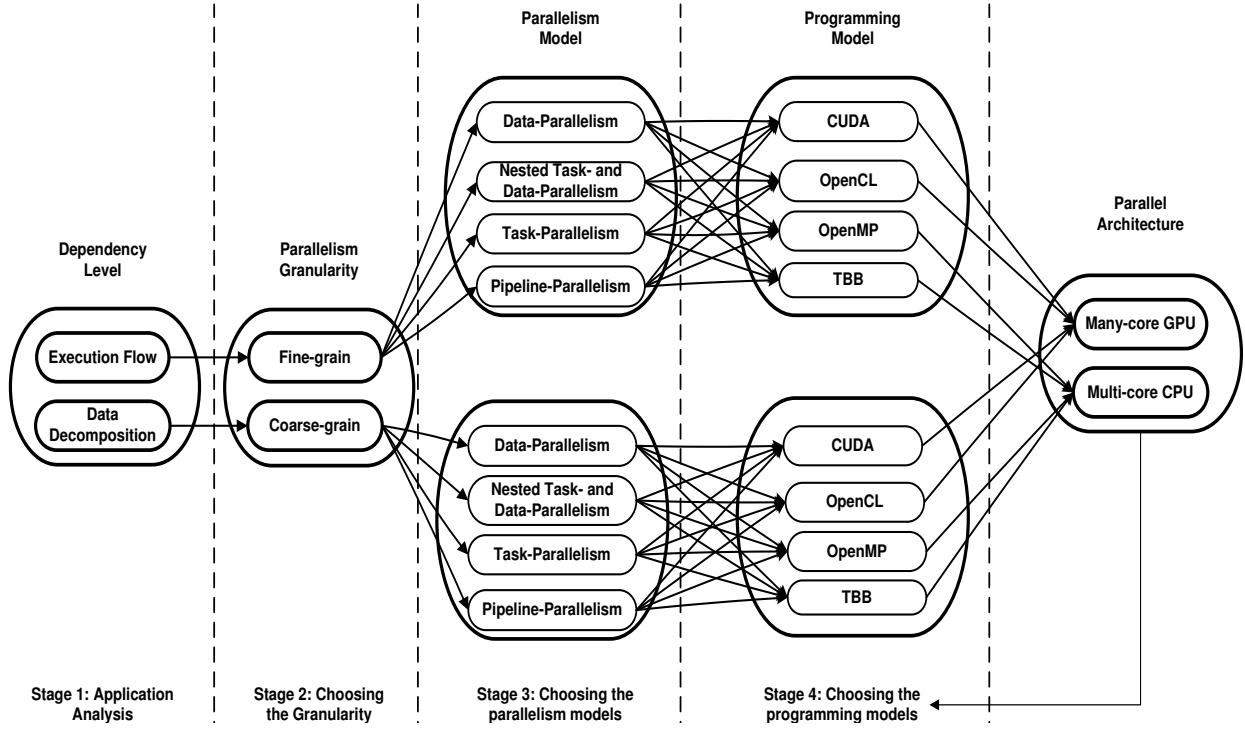 Parallelism
Model
Programming
Model
Data-Parallelism
CUDA
Nested Task- and
Data-Parallelism
OpenCL
Task-Parallelism
OpenMP
Pipeline-Parallelism
TBB
Dependency
Level
Parallelism
Granularity
Parallel
Architecture
Execution Flow
Fine-grain
Many-core GPU
Data
Decomposition
Coarse-grain
Multi-core CPU
Data-Parallelism
CUDA
Nested Task- and
Data-Parallelism
OpenCL
Task-Parallelism
OpenMP
Pipeline-Parallelism
TBB
Stage 1: Application
Analysis
Stage 2: Choosing
the Granularity
Stage 3: Choosing the
parallelism models
Stage 4: Choosing the
programming models